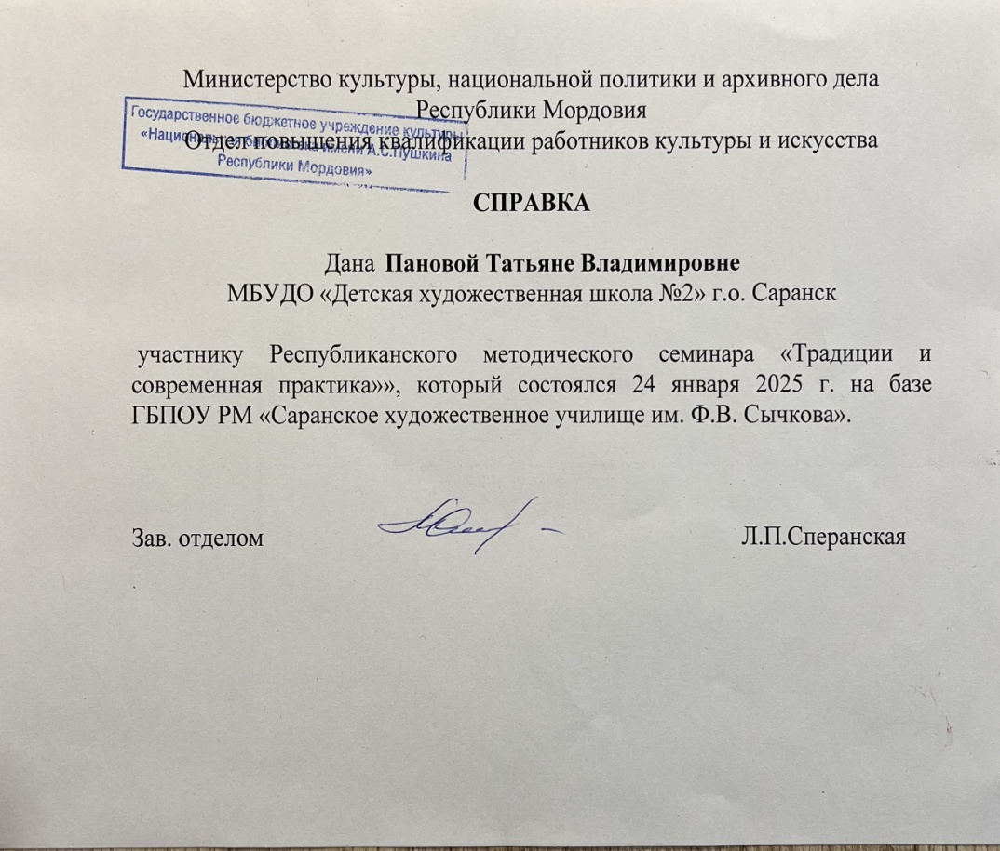 Министерство культуры, национальной политики и архивного дела
Республики Мордовия
Государственное бюджетное учреждение культуры
«Национальная библиотека имени А.С.Пушкина
Республики Мордовия»
Отдел повышения квалификации работников культуры и искусства
СПРАВКА
Дана Пановой Татьяне Владимировне
МБУДО «Детская художественная школа №2» г.о. Саранск
участнику Республиканского методического семинара «Традиции и
современная практика»», который состоялся 24 января 2025 г. на базе
ГБПОУ РМ «Саранское художественное училище им. Ф.В. Сычкова».
Зав. отделом Л.П.Сперанская